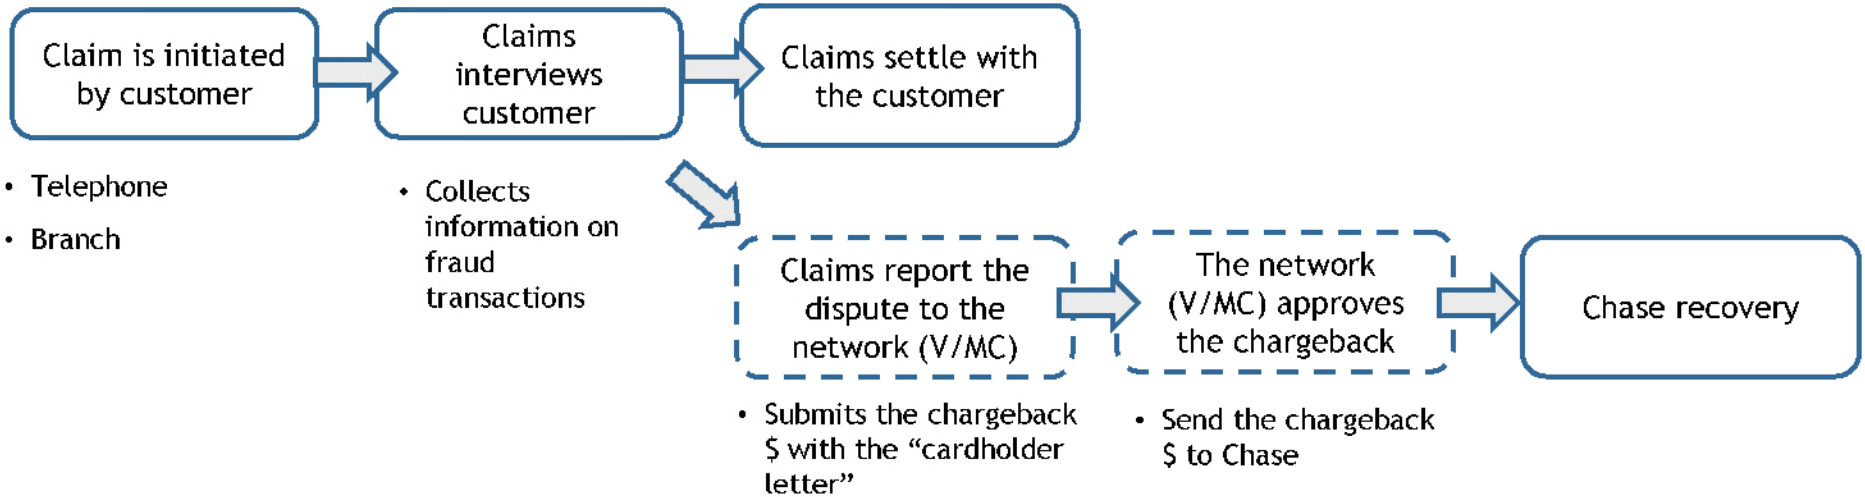 Claim is initiated
by customer
Claims
interviews
customer
Claims settle with
the customer
• Telephone
• Branch
• Collects
information on
fraud
transactions
Claims report the
dispute to the
network (V/MC)
The network
(V/MC) approves
the chargeback
Chase recovery
• Submits the chargeback
$ with the “cardholder
letter”
• Send the chargeback
$ to Chase